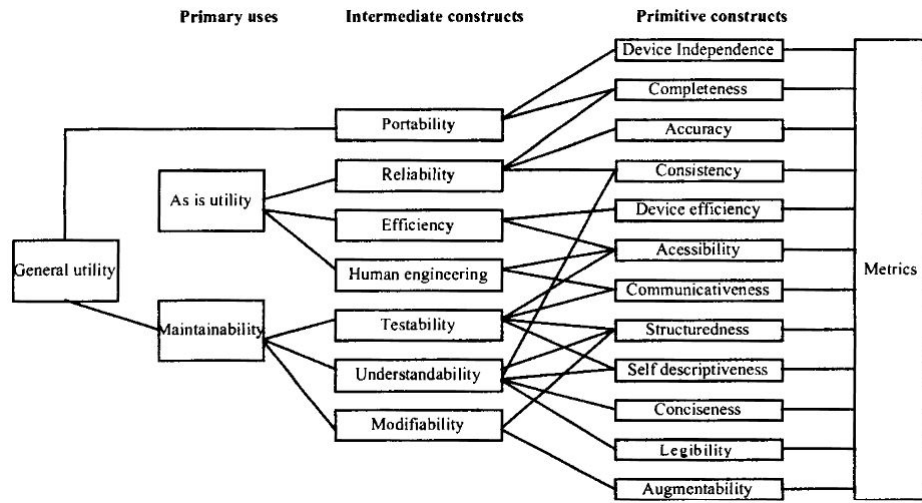 Primary uses
Intermediate constructs
Primitive constructs
Device Independence
Completeness
Portability
Accuracy
Reliability
Consistency
As is utility
Device efficiency
Efficiency
General utility
Acessibility
Human engineering
Metrics
Communicativeness
Maintainability
Testability
Structuredness
Understandability
Self descriptiveness
Conciseness
Modifiability
Legibility
Augmentability